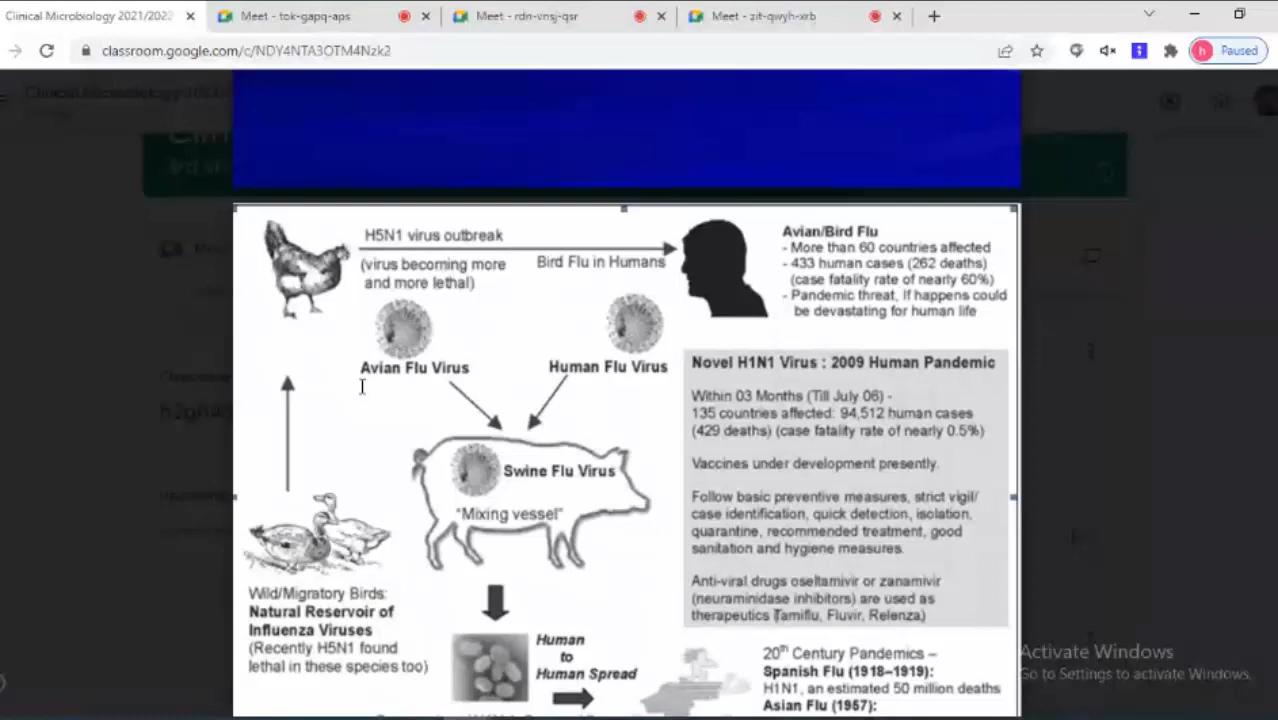 Clinical Microbiology 2021/2022
Meet - tok-gapq-aps
Meet - rdn-vnsj-qsr
Meet - zit-qwyh-xrb
classroom.google.com/c/NDY4NTA3OTM4Nzk2
h
Paused
H5N1 virus outbreak
(virus becoming more
and more lethal)
Bird Flu in Humans
Avian/Bird Flu
- More than 60 countries affected
- 433 human cases (262 deaths)
(case fatality rate of nearly 60%)
- Pandemic threat, If happens could
be devastating for human life
Avian Flu Virus
Human Flu Virus
Swine Flu Virus
"Mixing vessel"
Novel H1N1 Virus : 2009 Human Pandemic
Within 03 Months (Till July 06) -
135 countries affected: 94,512 human cases
(429 deaths) (case fatality rate of nearly 0.5%)
Vaccines under development presently.
Follow basic preventive measures, strict vigil/
case identification, quick detection, isolation,
quarantine, recommended treatment, good
sanitation and hygiene measures.
Anti-viral drugs oseltamivir or zanamivir
(neuraminidase inhibitors) are used as
therapeutics Tamiflu, Fluvir, Relenza)
Wild/Migratory Birds:
Natural Reservoir of
Influenza Viruses
(Recently H5N1 found
lethal in these species too)
Human
to
Human Spread
20th Century Pandemics –
Spanish Flu (1918–1919):
H1N1, an estimated 50 million deaths
Asian Flu (1957):
Activate Windows
Go to Settings to activate Windows.